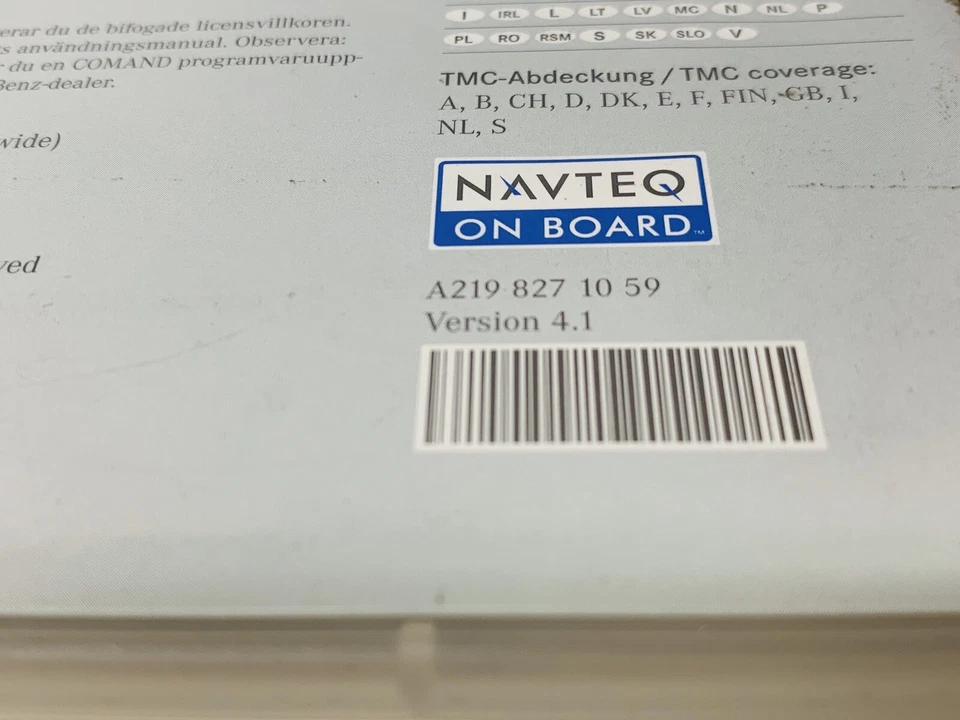 erar du de bifogade licensvillkoren.
s användningsmanual. Observera:
du en COMAND programvaruupp-
Benz-dealer.
wide)
ved
I IRL L LT LV MC N NL P
PL RO RSM S SK SLO V
TMC-Abdeckung / TMC coverage:
A, B, CH, D, DK, E, F, FIN, GB, I,
NL, S
NAVTEQ
ON BOARD™
A219 827 10 59
Version 4.1